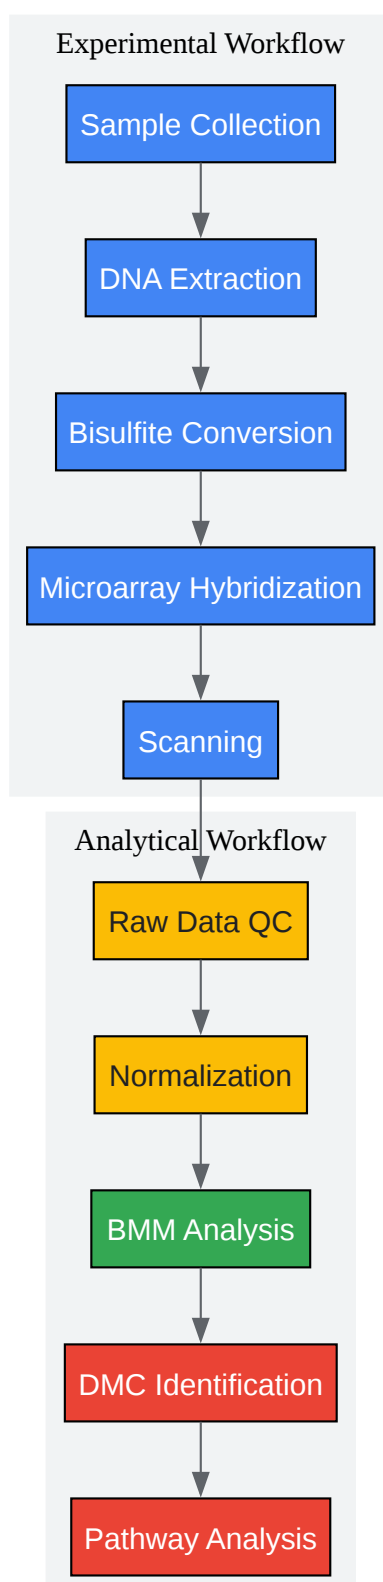 Experimental Workflow
Sample Collection
DNA Extraction
Bisulfite Conversion
Microarray Hybridization
Scanning
Analytical Workflow
Raw Data QC
Normalization
BMM Analysis
DMC Identification
Pathway Analysis